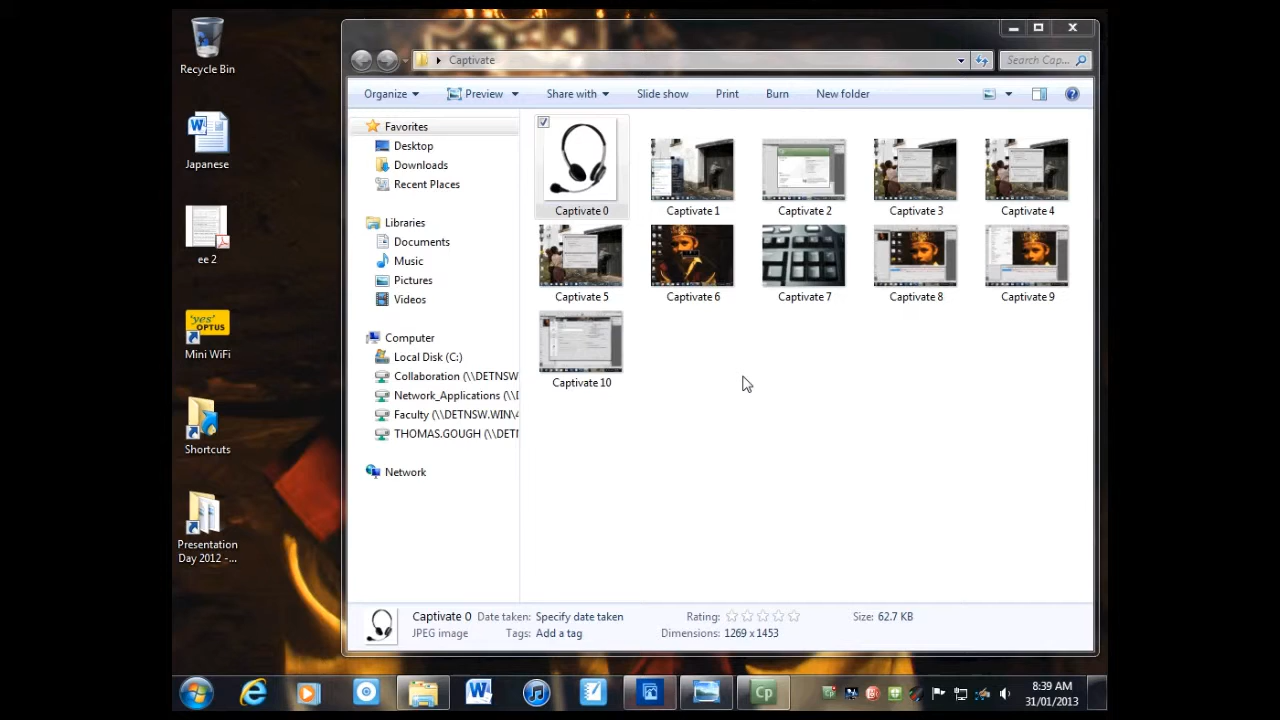 Recycle Bin
Japanese
ee 2
'yes'
OPTUS
Mini WiFi
Shortcuts
Presentation
Day 2012 -...
Captivate
Search Cap...
Organize
Preview
Share with
Slide show
Print
Burn
New folder
Favorites
Desktop
Downloads
Recent Places
Libraries
Documents
Music
Pictures
Videos
Computer
Local Disk (C:)
Collaboration (\\DETNSW
Network_Applications (\\D
Faculty (\\DETNSW.WIN\
THOMAS.GOUGH (\\DETN
Network
Captivate 0
Captivate 1
Captivate 2
Captivate 3
Captivate 4
Captivate 5
Captivate 6
Captivate 7
Captivate 8
Captivate 9
Captivate 10
Captivate 0 Date taken: Specify date taken Rating: Size: 62.7 KB
JPEG image Tags: Add a tag Dimensions: 1269 x 1453
Cp
8:39 AM
31/01/2013